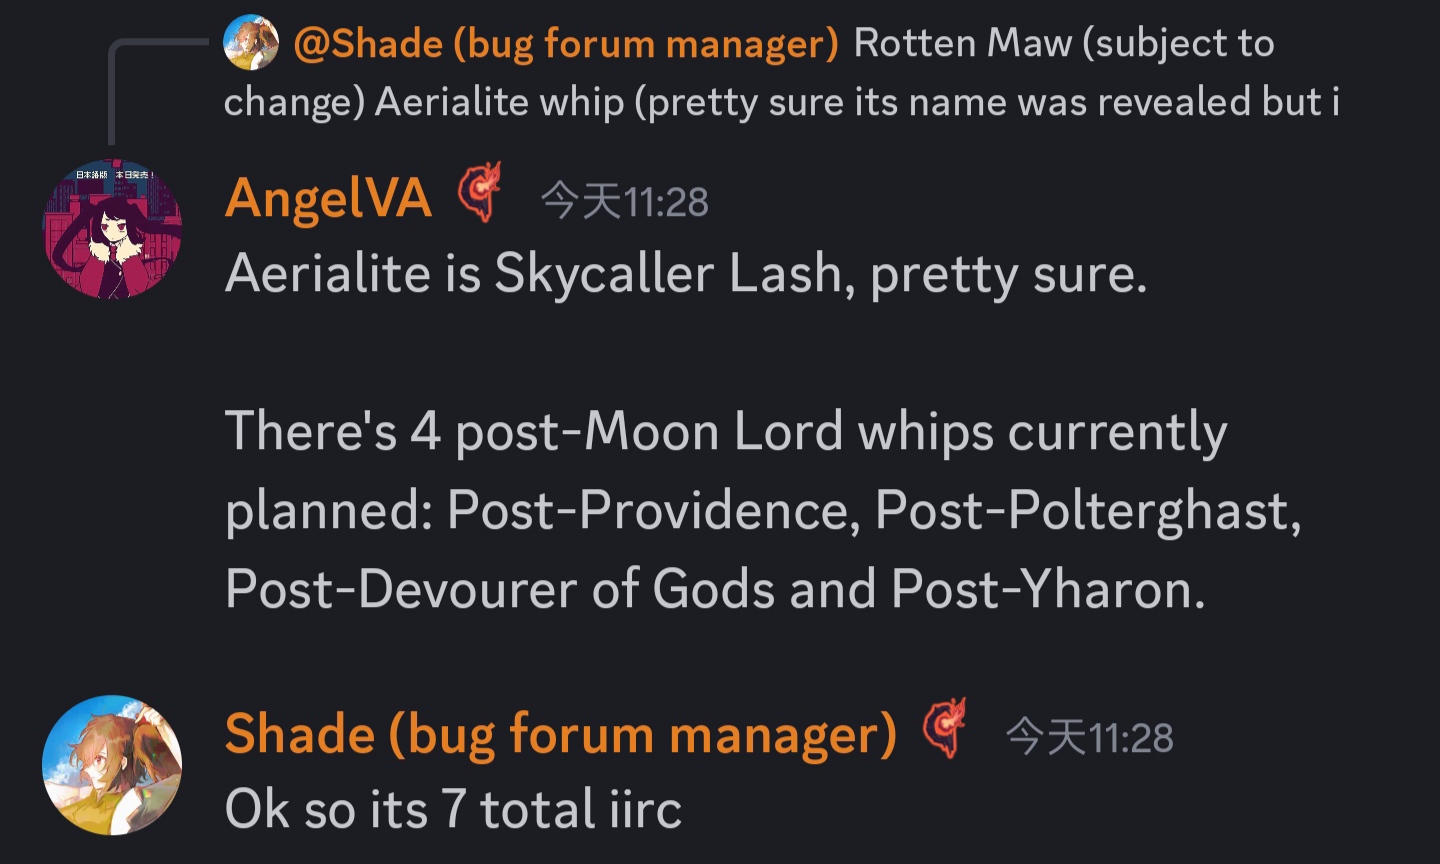 @Shade (bug forum manager) Rotten Maw (subject to
change) Aerialite whip (pretty sure its name was revealed but i
日本語版 本日発売!
AngelVA 今天11:28
Aerialite is Skycaller Lash, pretty sure.
There's 4 post-Moon Lord whips currently
planned: Post-Providence, Post-Polterghast,
Post-Devourer of Gods and Post-Yharon.
Shade (bug forum manager) 今天11:28
Ok so its 7 total iirc